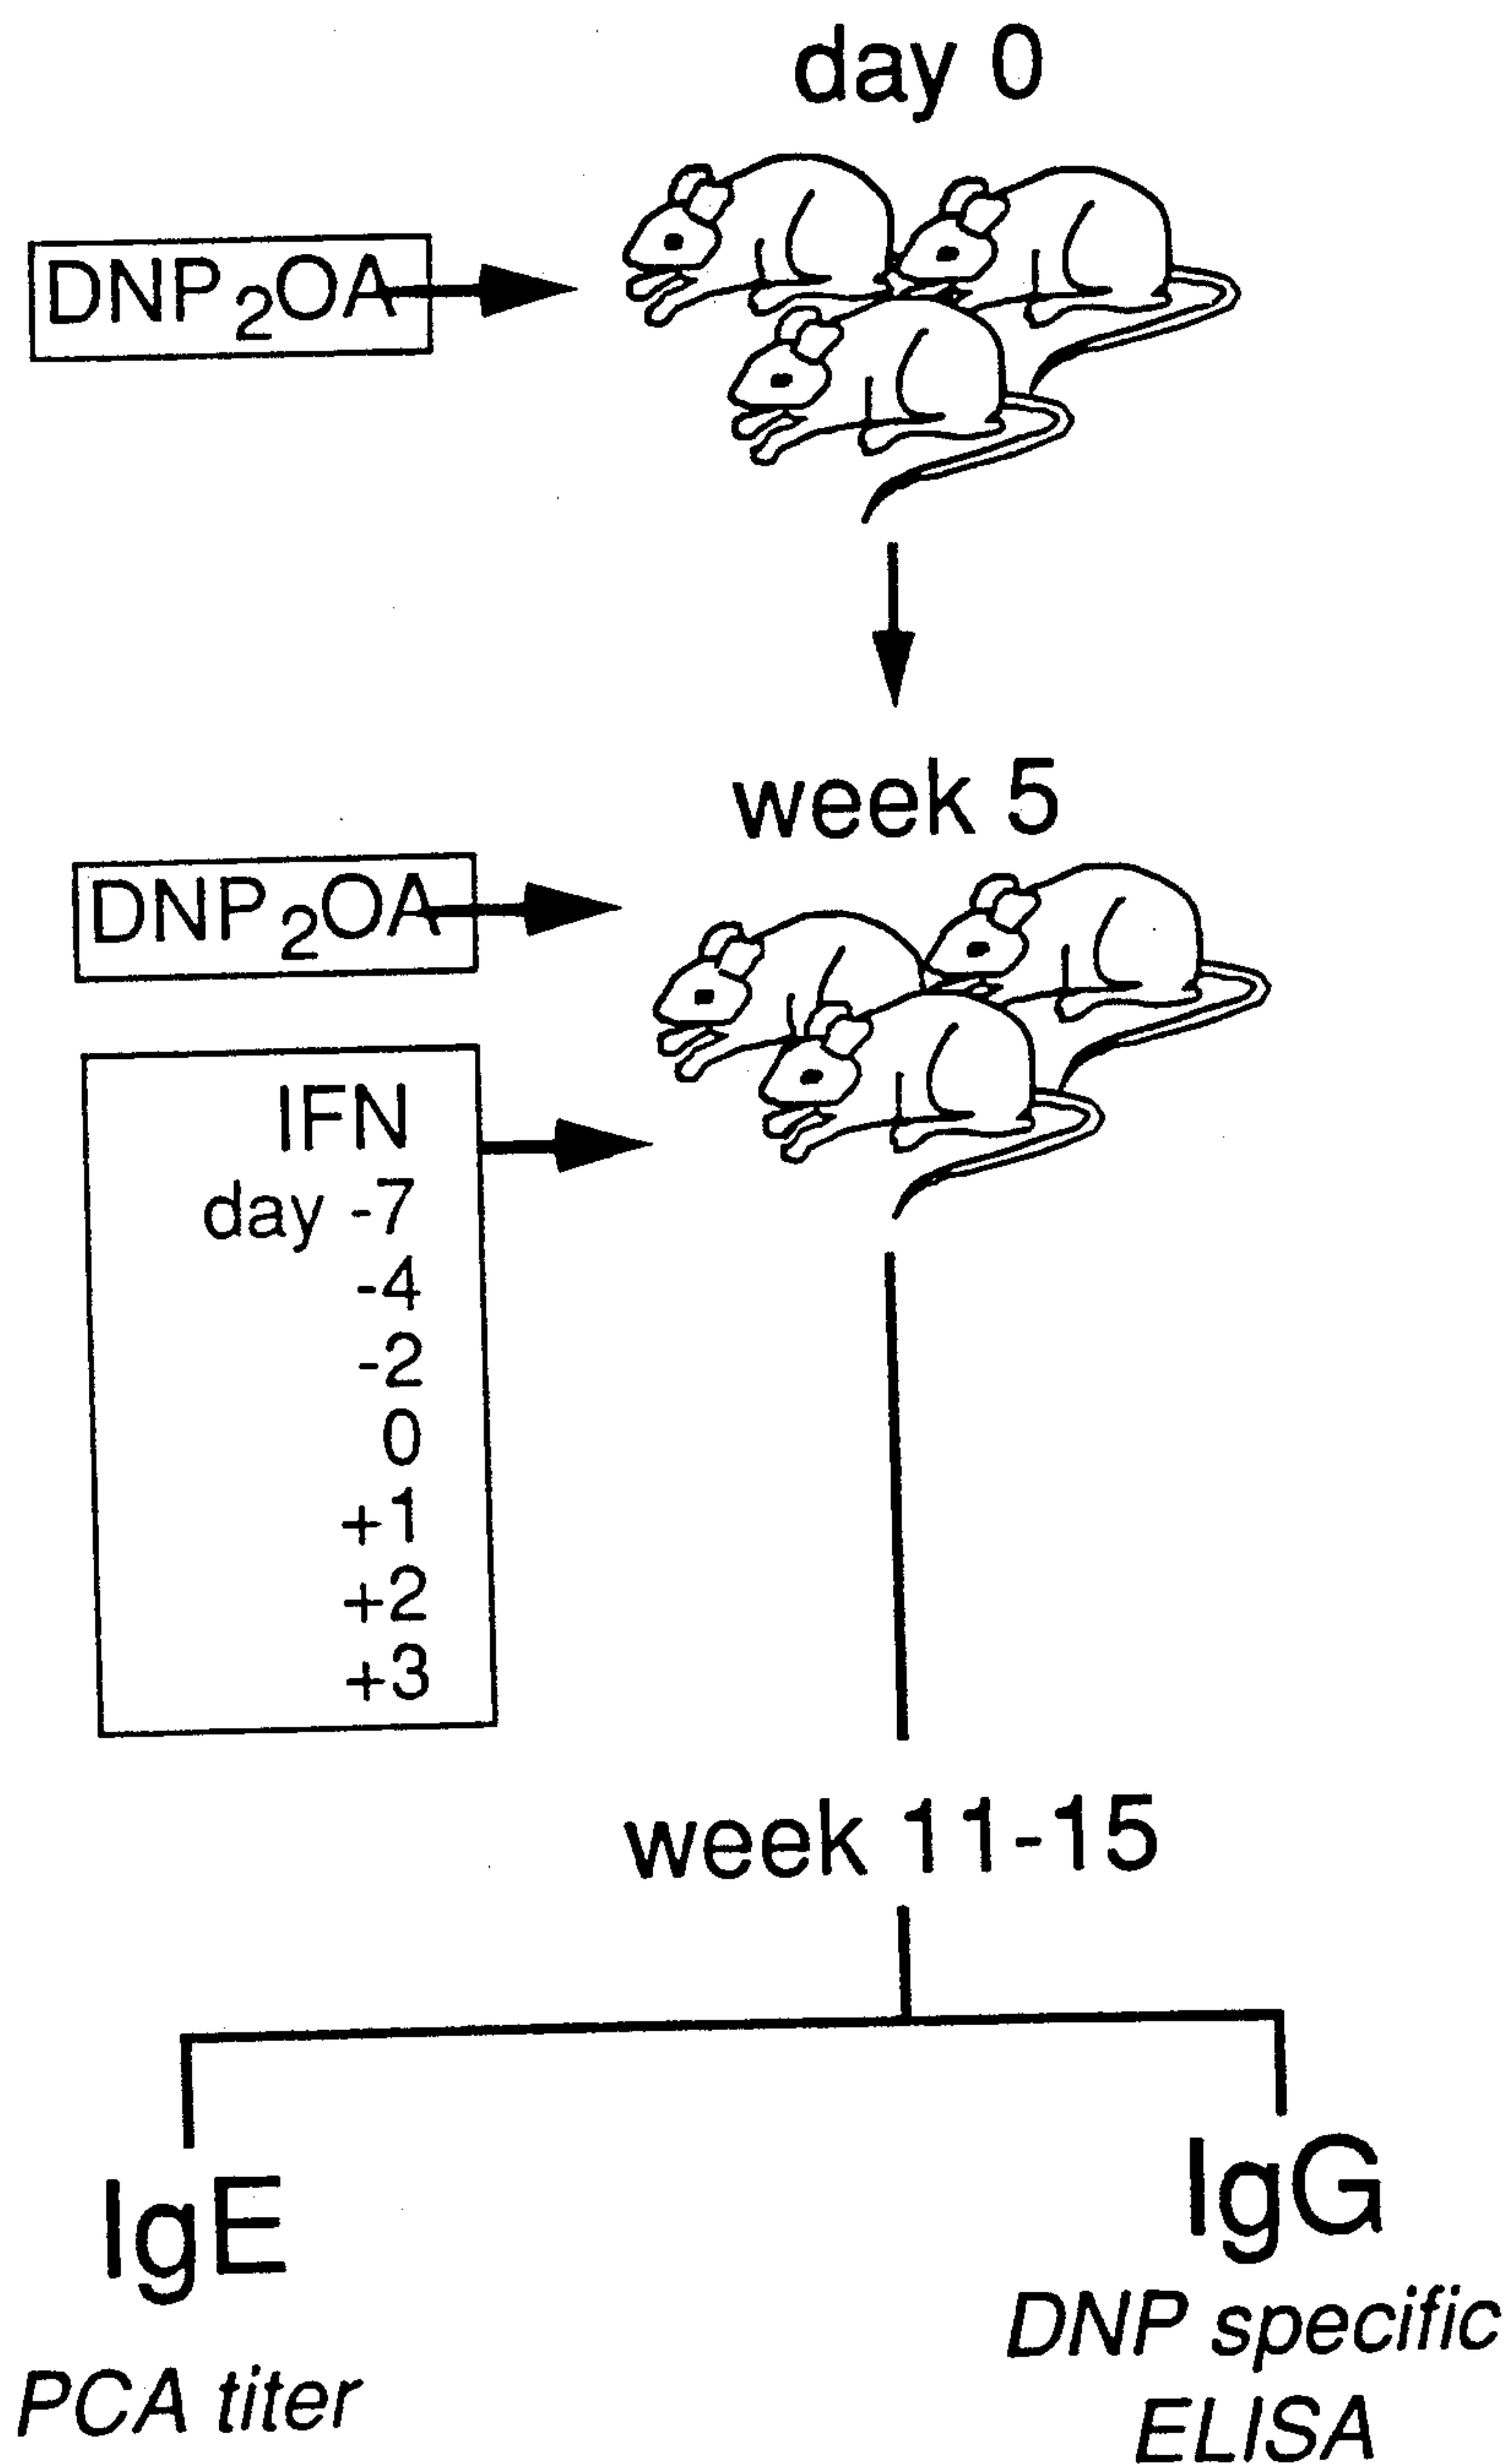 day 0
DNP2OA
week 5
DNP2OA
IFN
day -7
-4
-2
0
+1
+2
+3
week 11-15
IgE
PCA titer
IgG
DNP specific
ELISA